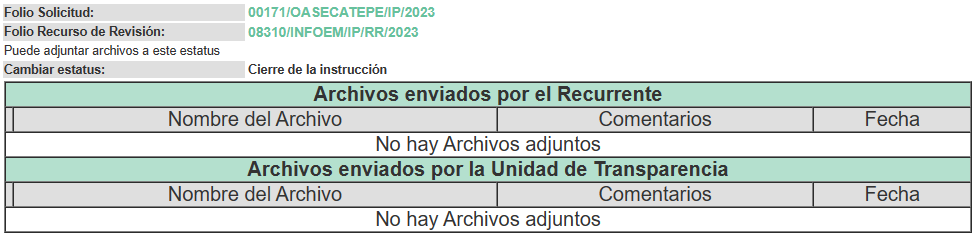 Folio Solicitud: 00171/OASECATEPE/IP/2023
Folio Recurso de Revisión: 08310/INFOEM/IP/RR/2023
Puede adjuntar archivos a este estatus
Cambiar estatus: Cierre de la instrucción
Archivos enviados por el Recurrente
Nombre del Archivo Comentarios Fecha
No hay Archivos adjuntos
Archivos enviados por la Unidad de Transparencia
Nombre del Archivo Comentarios Fecha
No hay Archivos adjuntos